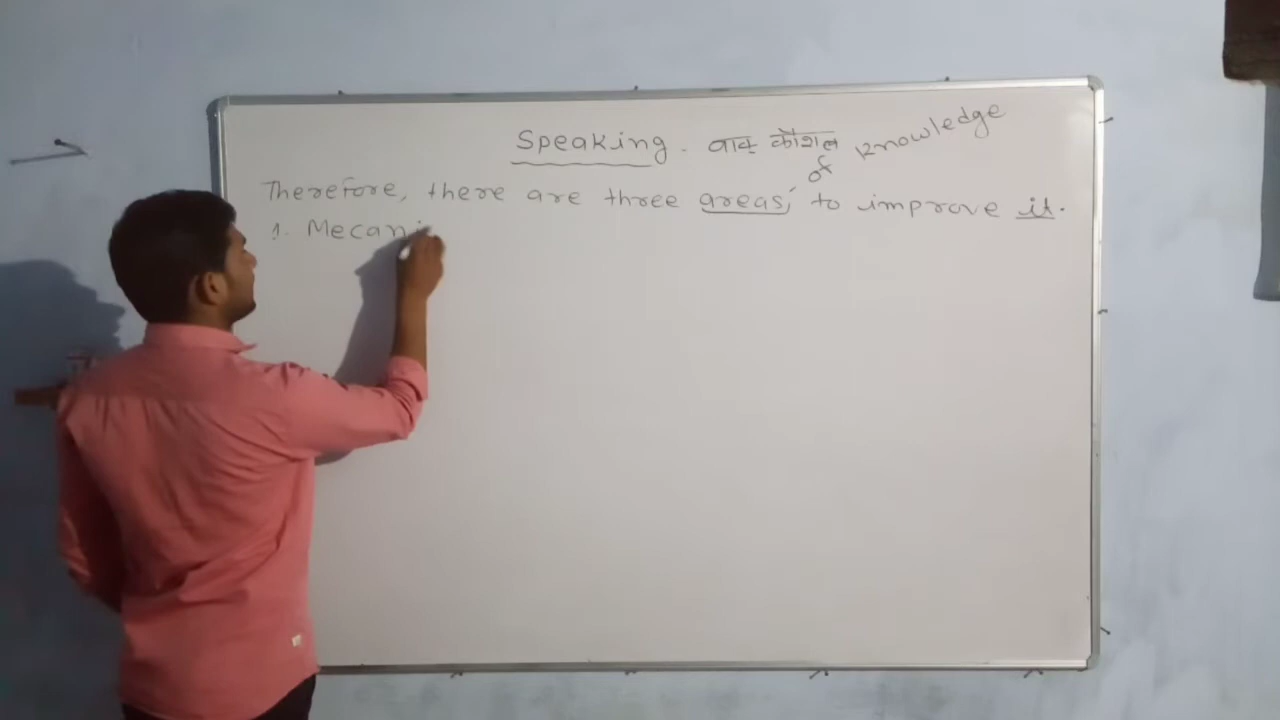 Speaking. वाक् कौशल
of knowledge
Therefore, there are three areas, to improve it.
1. Mecani